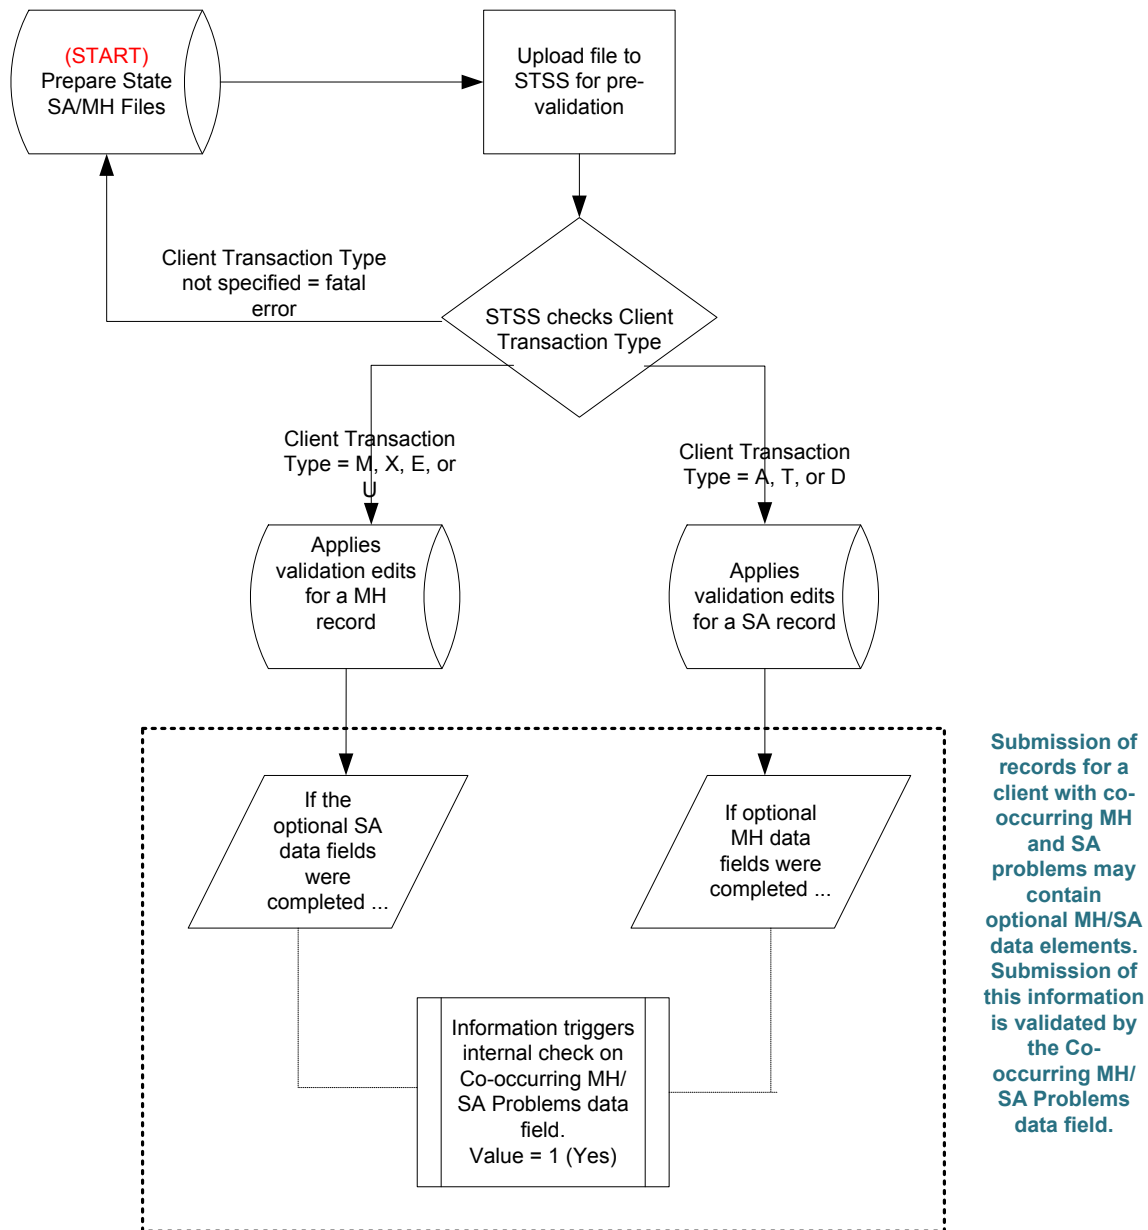 (START)
Prepare State
SA/MH Files
Upload file to
STSS for pre-
validation
Client Transaction Type
not specified = fatal
error
STSS checks Client
Transaction Type
Client Transaction
Type = M, X, E, or
U
Client Transaction
Type = A, T, or D
Applies
validation edits
for a MH
record
Applies
validation edits
for a SA record
If the
optional SA
data fields
were
completed ...
If optional
MH data
fields were
completed ...
Information triggers
internal check on
Co-occurring MH/
SA Problems data
field.
Value = 1 (Yes)
Submission of
records for a
client with co-
occurring MH
and SA
problems may
contain
optional MH/SA
data elements.
Submission of
this information
is validated by
the Co-
occurring MH/
SA Problems
data field.